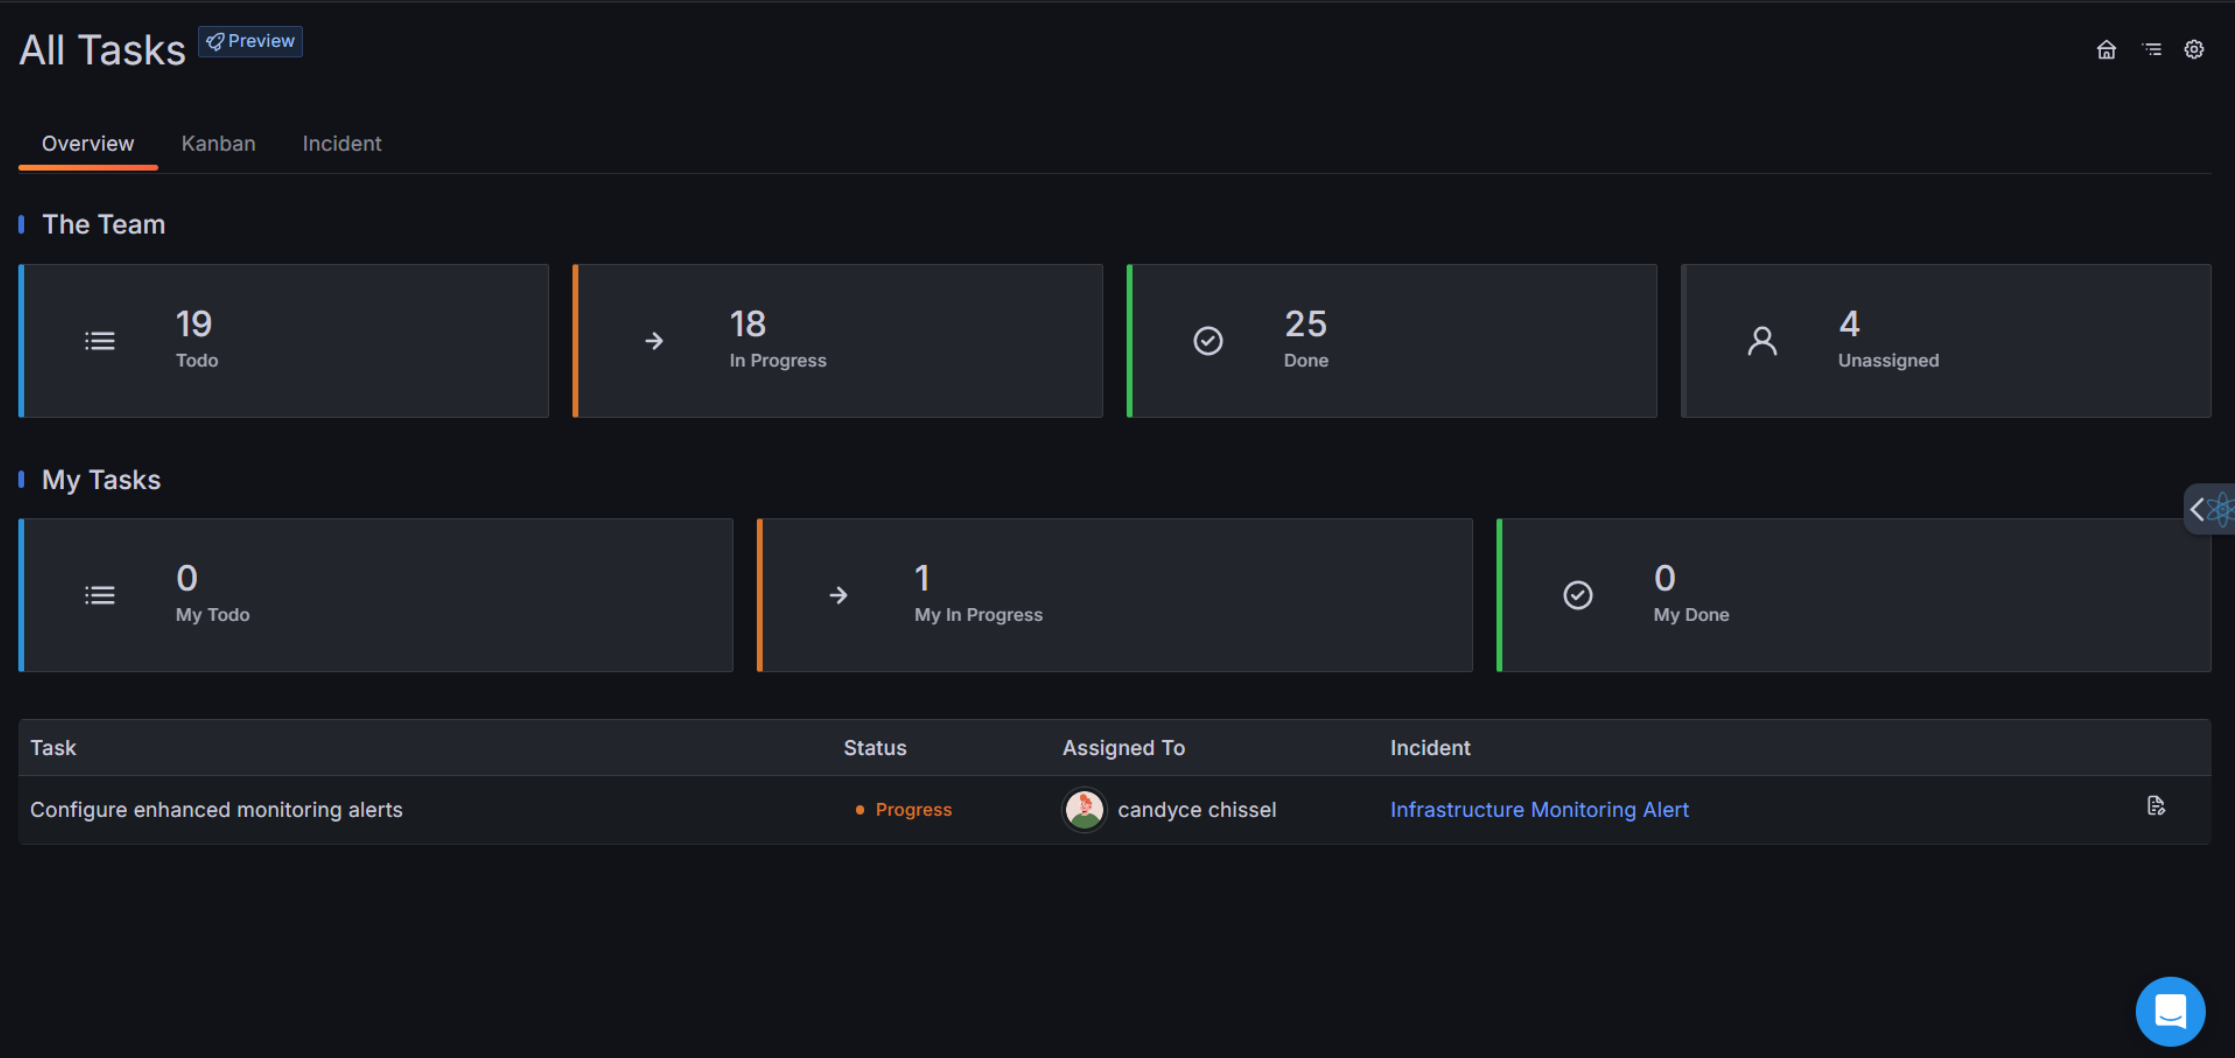 All Tasks Preview
Overview Kanban Incident
The Team
19
Todo
18
In Progress
25
Done
4
Unassigned
My Tasks
0
My Todo
1
My In Progress
0
My Done
Task Status Assigned To Incident
Configure enhanced monitoring alerts Progress candyce chissel Infrastructure Monitoring Alert